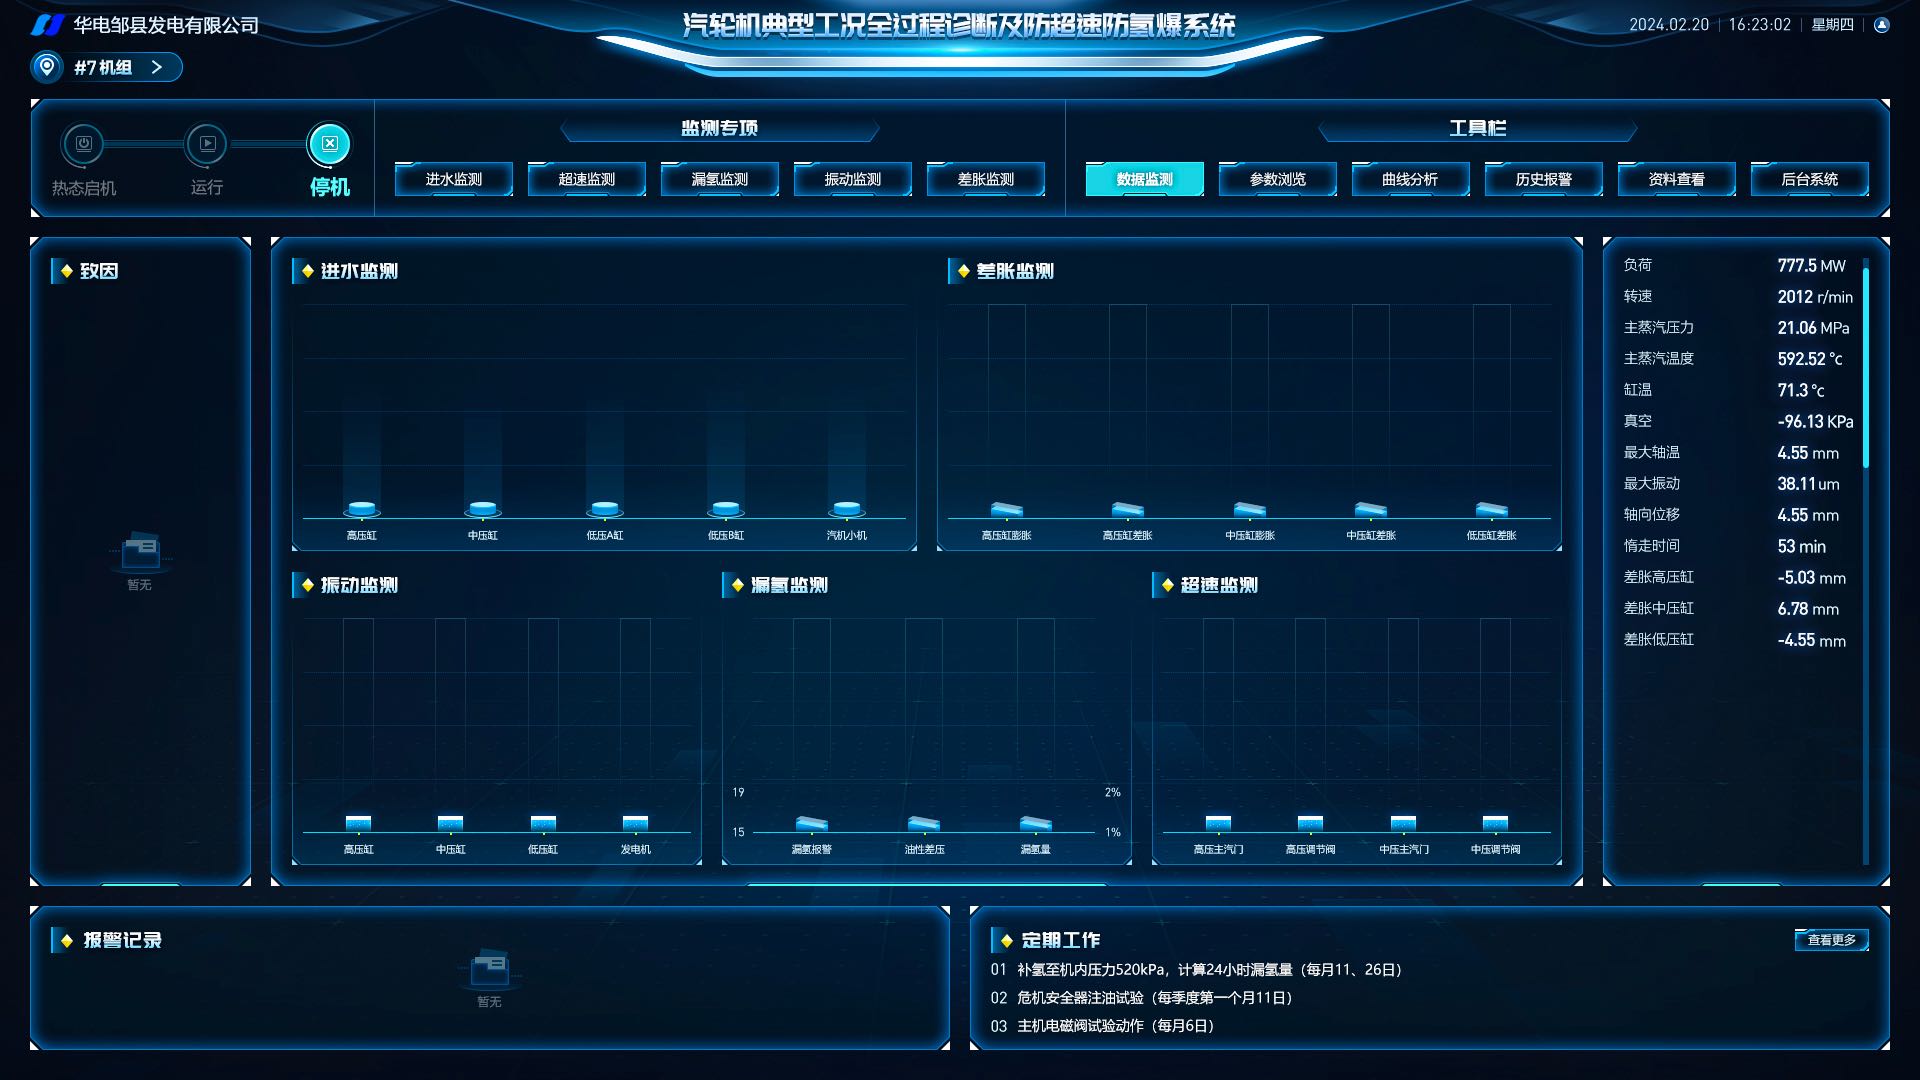 华电邹县发电有限公司
汽轮机典型工况全过程诊断及防超速防氢爆系统
2024.02.20 16:23:02 星期四
#7机组
热态启机
运行
停机
监测专项
进水监测 超速监测 漏氢监测 振动监测 差胀监测
工具栏
数据监测 参数浏览 曲线分析 历史报警 资料查看 后台系统
致因
暂无
进水监测
高压缸 中压缸 低压A缸 低压B缸 汽机小机
差胀监测
高压缸膨胀 高压缸差胀 中压缸膨胀 中压缸差胀 低压缸差胀
振动监测
高压缸 中压缸 低压缸 发电机
漏氢监测
19 2%
15 1%
漏氢报警 油性差压 漏氢量
超速监测
高压主汽门 高压调节阀 中压主汽门 中压调节阀
负荷 777.5 MW
转速 2012 r/min
主蒸汽压力 21.06 MPa
主蒸汽温度 592.52 ℃
缸温 71.3 ℃
真空 -96.13 KPa
最大轴温 4.55 mm
最大振动 38.11 um
轴向位移 4.55 mm
惰走时间 53 min
差胀高压缸 -5.03 mm
差胀中压缸 6.78 mm
差胀低压缸 -4.55 mm
报警记录
暂无
定期工作
查看更多
01 补氢至机内压力520kPa，计算24小时漏氢量（每月11、26日）
02 危机安全器注油试验（每季度第一个月11日）
03 主机电磁阀试验动作（每月6日）